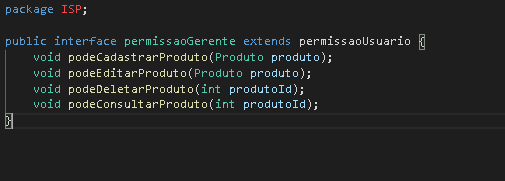 package ISP;
public interface permissaoGerente extends permissaoUsuario {
void podeCadastrarProduto(Produto produto);
void podeEditarProduto(Produto produto);
void podeDeletarProduto(int produtoId);
void podeConsultarProduto(int produtoId);
}